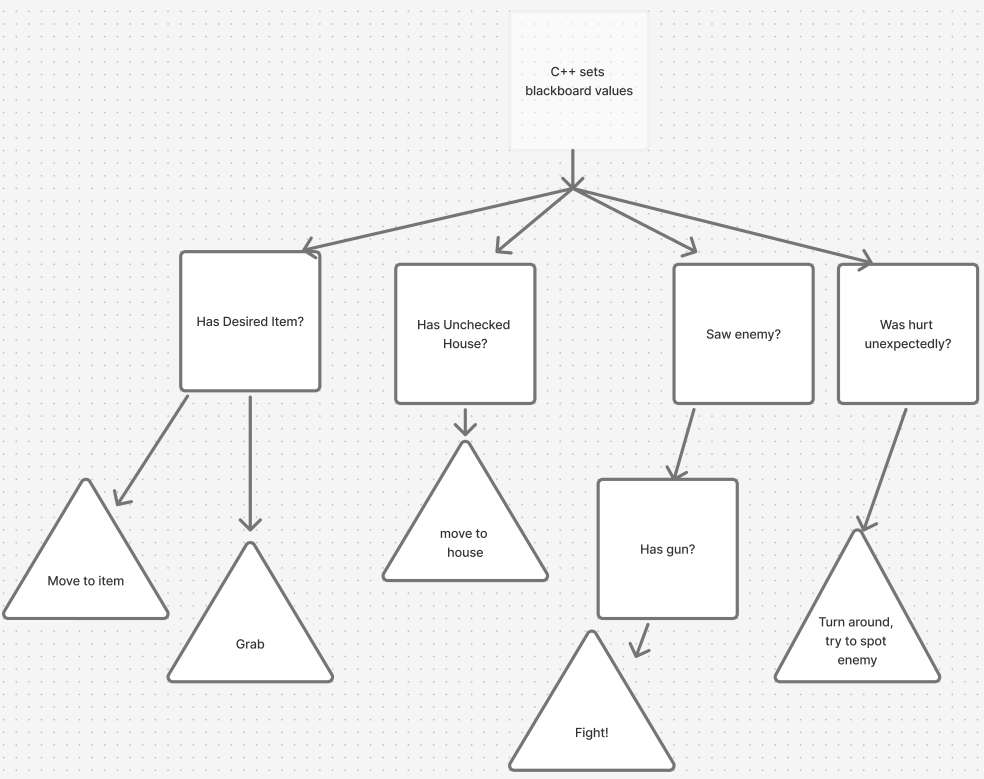 C++ sets
blackboard values
Has Desired Item?
Has Unchecked
House?
Saw enemy?
Was hurt
unexpectedly?
Move to item
Grab
move to
house
Has gun?
Fight!
Turn around,
try to spot
enemy